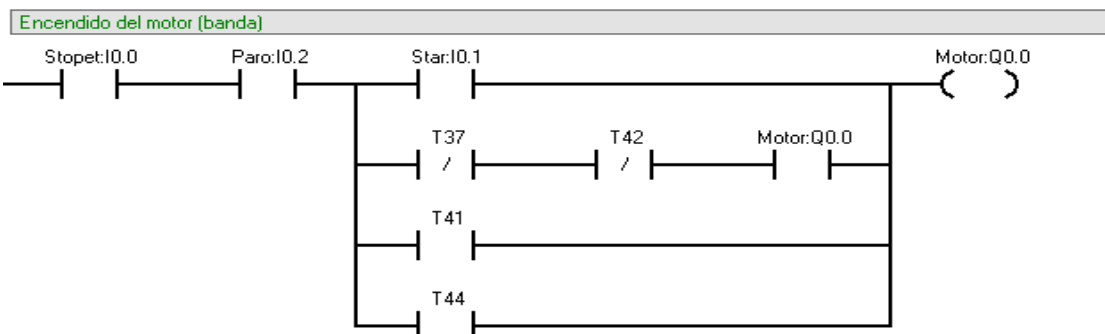 Encendido del motor (banda)
Stopet:I0.0 Paro:I0.2 Star:I0.1 Motor:Q0.0
T37 T42 Motor:Q0.0
T41
T44